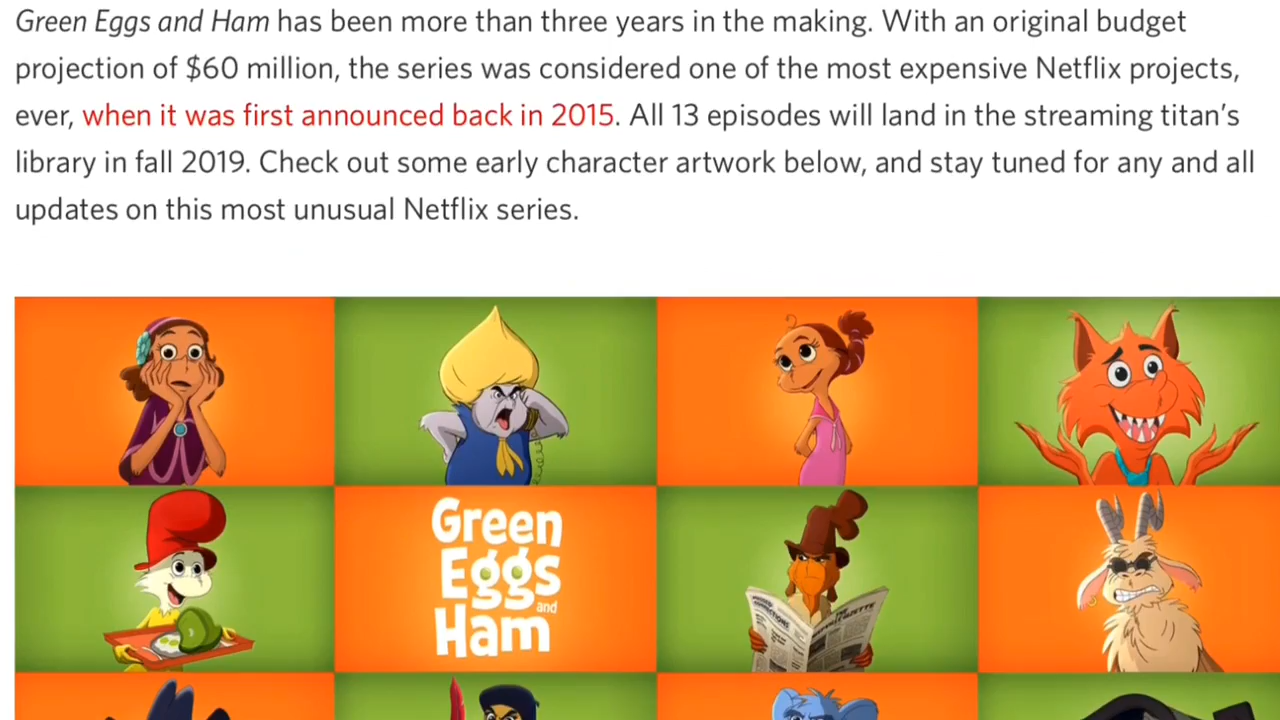 Green Eggs and Ham has been more than three years in the making. With an original budget
projection of $60 million, the series was considered one of the most expensive Netflix projects,
ever, when it was first announced back in 2015. All 13 episodes will land in the streaming titan’s
library in fall 2019. Check out some early character artwork below, and stay tuned for any and all
updates on this most unusual Netflix series.
Green
Eggs
and
Ham